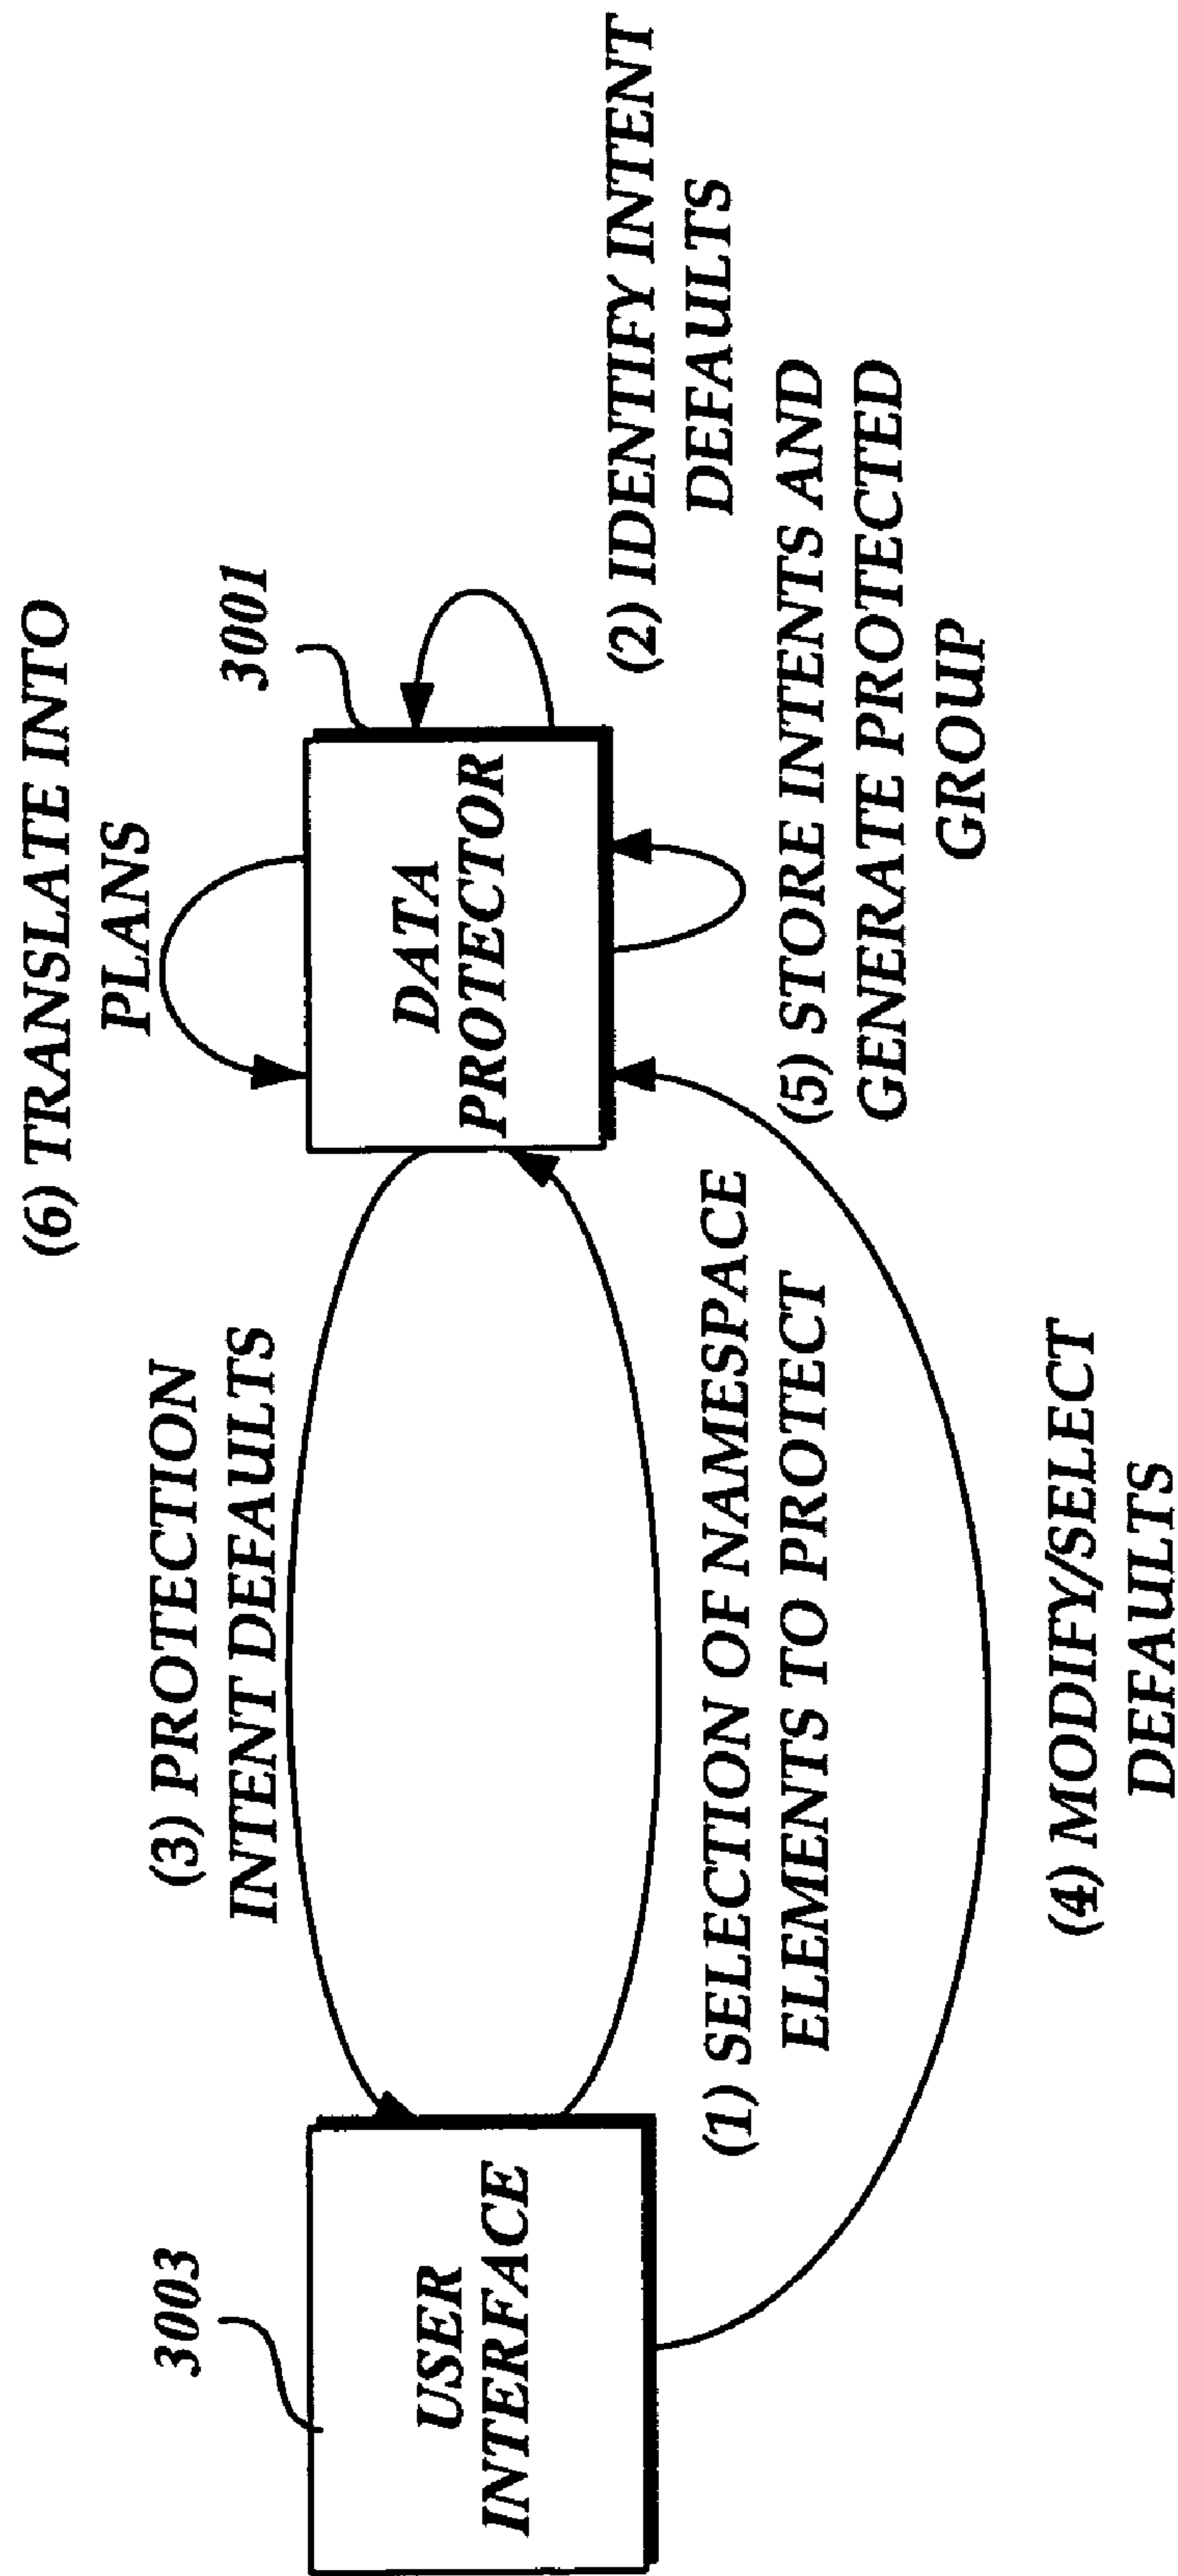 (6) TRANSLATE INTO
PLANS
(3) PROTECTION
INTENT DEFAULTS
3003
3001
USER
INTERFACE
DATA
PROTECTOR
(2) IDENTIFY INTENT
DEFAULTS
(1) SELECTION OF NAMESPACE
ELEMENTS TO PROTECT
(5) STORE INTENTS AND
GENERATE PROTECTED
GROUP
(4) MODIFY/SELECT
DEFAULTS